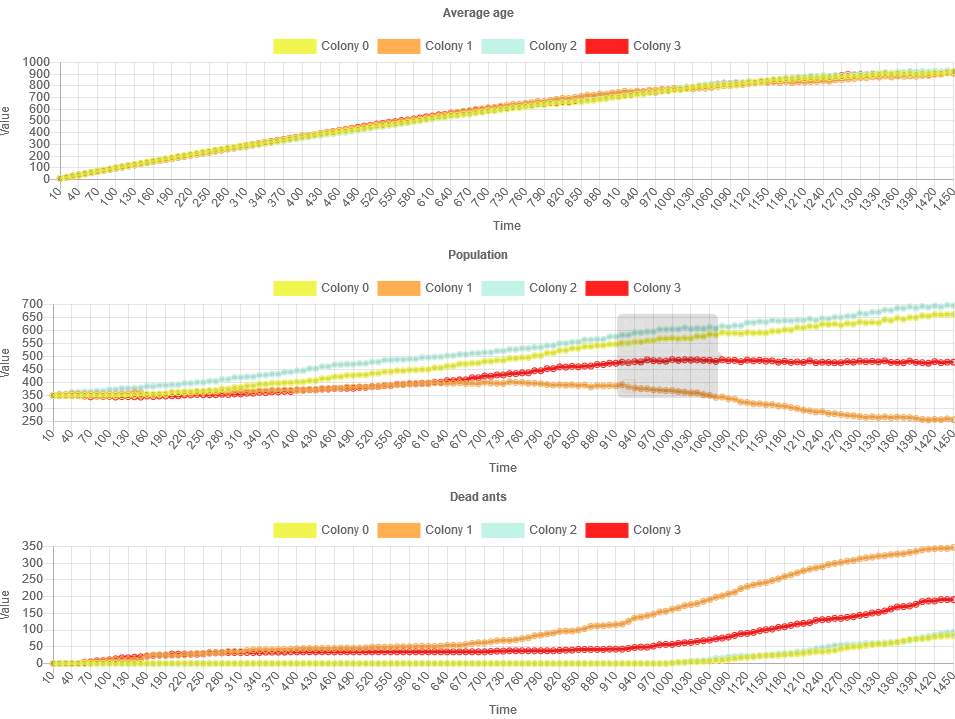 Average age
Colony 0 Colony 1 Colony 2 Colony 3
1000
900
800
700
600
500
400
300
200
100
0
Value
10 40 70 100 130 160 190 220 250 280 310 340 370 400 430 460 490 520 550 580 610 640 670 700 730 760 790 820 850 880 910 940 970 1000 1030 1060 1090 1120 1150 1180 1210 1240 1270 1300 1330 1360 1390 1420 1450
Time
Population
Colony 0 Colony 1 Colony 2 Colony 3
700
650
600
550
500
450
400
350
300
250
Value
10 40 70 100 130 160 190 220 250 280 310 340 370 400 430 460 490 520 550 580 610 640 670 700 730 760 790 820 850 880 910 940 970 1000 1030 1060 1090 1120 1150 1180 1210 1240 1270 1300 1330 1360 1390 1420 1450
Time
Dead ants
Colony 0 Colony 1 Colony 2 Colony 3
350
300
250
200
150
100
50
0
Value
10 40 70 100 130 160 190 220 250 280 310 340 370 400 430 460 490 520 550 580 610 640 670 700 730 760 790 820 850 880 910 940 970 1000 1030 1060 1090 1120 1150 1180 1210 1240 1270 1300 1330 1360 1390 1420 1450
Time